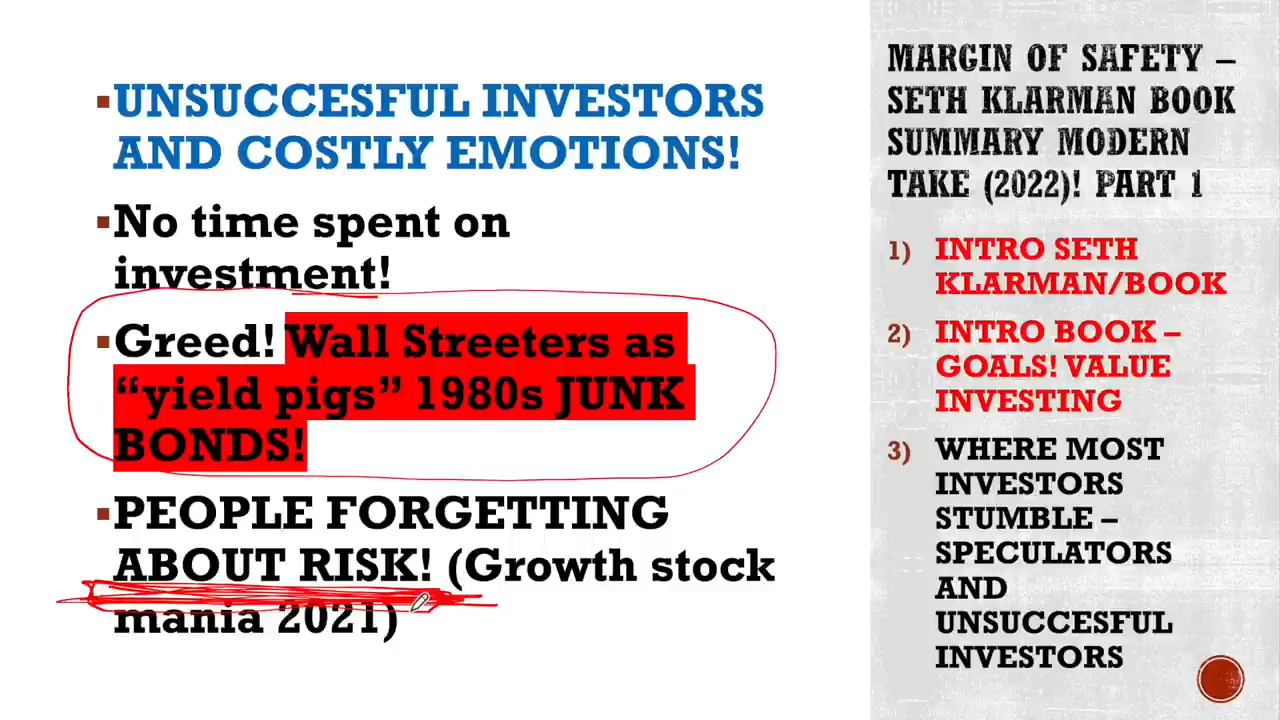 ▪UNSUCCESFUL INVESTORS
AND COSTLY EMOTIONS!
▪No time spent on
investment!
▪Greed! Wall Streeters as
“yield pigs” 1980s JUNK
BONDS!
▪PEOPLE FORGETTING
ABOUT RISK! (Growth stock
mania 2021)
MARGIN OF SAFETY –
SETH KLARMAN BOOK
SUMMARY MODERN
TAKE (2022)! PART 1
1) INTRO SETH
KLARMAN/BOOK
2) INTRO BOOK –
GOALS! VALUE
INVESTING
3) WHERE MOST
INVESTORS
STUMBLE –
SPECULATORS
AND
UNSUCCESFUL
INVESTORS